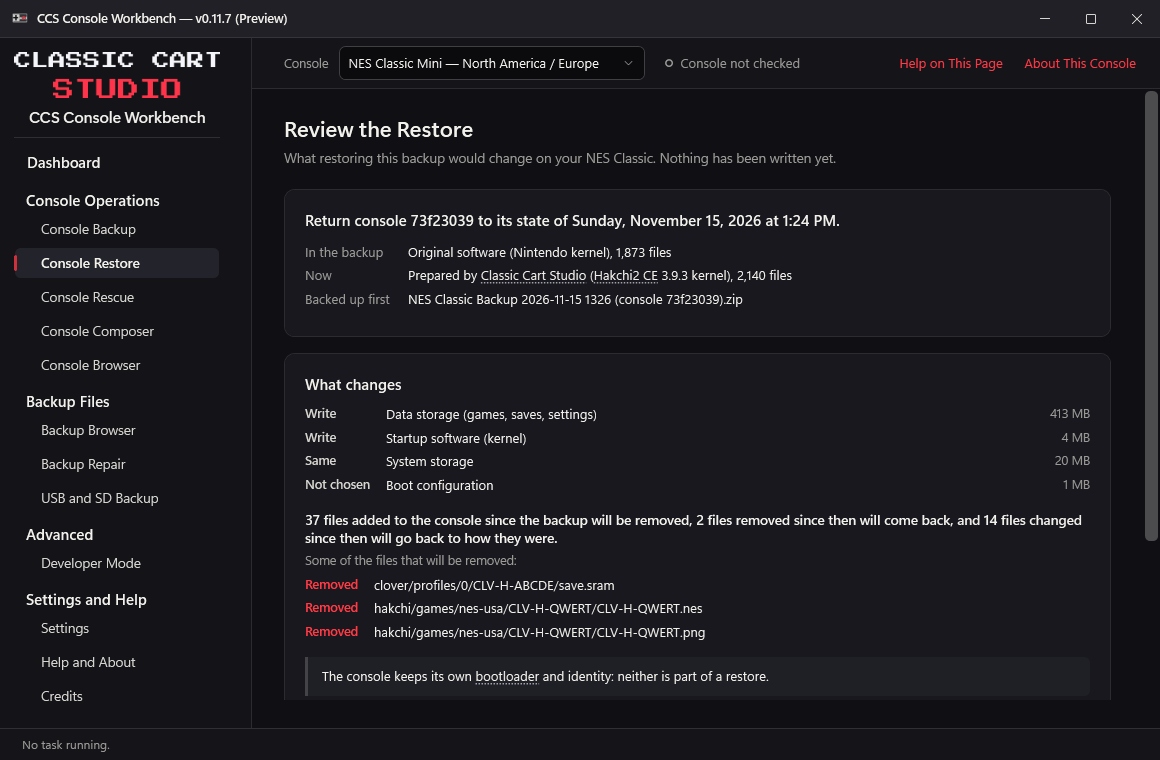 CCS Console Workbench — v0.11.7 (Preview)
CLASSIC CART
STUDIO
CCS Console Workbench
Dashboard
Console Operations
Console Backup
Console Restore
Console Rescue
Console Composer
Console Browser
Backup Files
Backup Browser
Backup Repair
USB and SD Backup
Advanced
Developer Mode
Settings and Help
Settings
Help and About
Credits
Console NES Classic Mini — North America / Europe Console not checked Help on This Page About This Console
Review the Restore
What restoring this backup would change on your NES Classic. Nothing has been written yet.
Return console 73f23039 to its state of Sunday, November 15, 2026 at 1:24 PM.
In the backup Original software (Nintendo kernel), 1,873 files
Now Prepared by Classic Cart Studio (Hakchi2 CE 3.9.3 kernel), 2,140 files
Backed up first NES Classic Backup 2026-11-15 1326 (console 73f23039).zip
What changes
Write Data storage (games, saves, settings) 413 MB
Write Startup software (kernel) 4 MB
Same System storage 20 MB
Not chosen Boot configuration 1 MB
37 files added to the console since the backup will be removed, 2 files removed since then will come back, and 14 files changed
since then will go back to how they were.
Some of the files that will be removed:
Removed clover/profiles/0/CLV-H-ABCDE/save.sram
Removed hakchi/games/nes-usa/CLV-H-QWERT/CLV-H-QWERT.nes
Removed hakchi/games/nes-usa/CLV-H-QWERT/CLV-H-QWERT.png
The console keeps its own bootloader and identity: neither is part of a restore.
No task running.